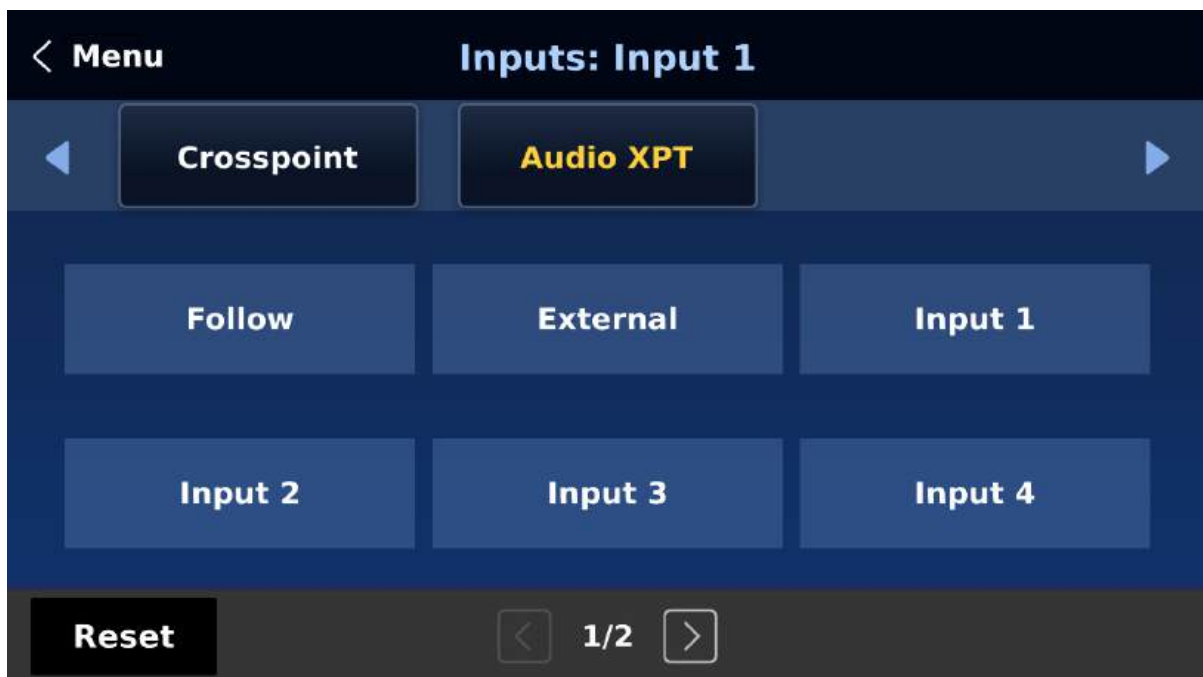 Menu
Inputs: Input 1
Crosspoint
Audio XPT
Follow
External
Input 1
Input 2
Input 3
Input 4
Reset
1/2